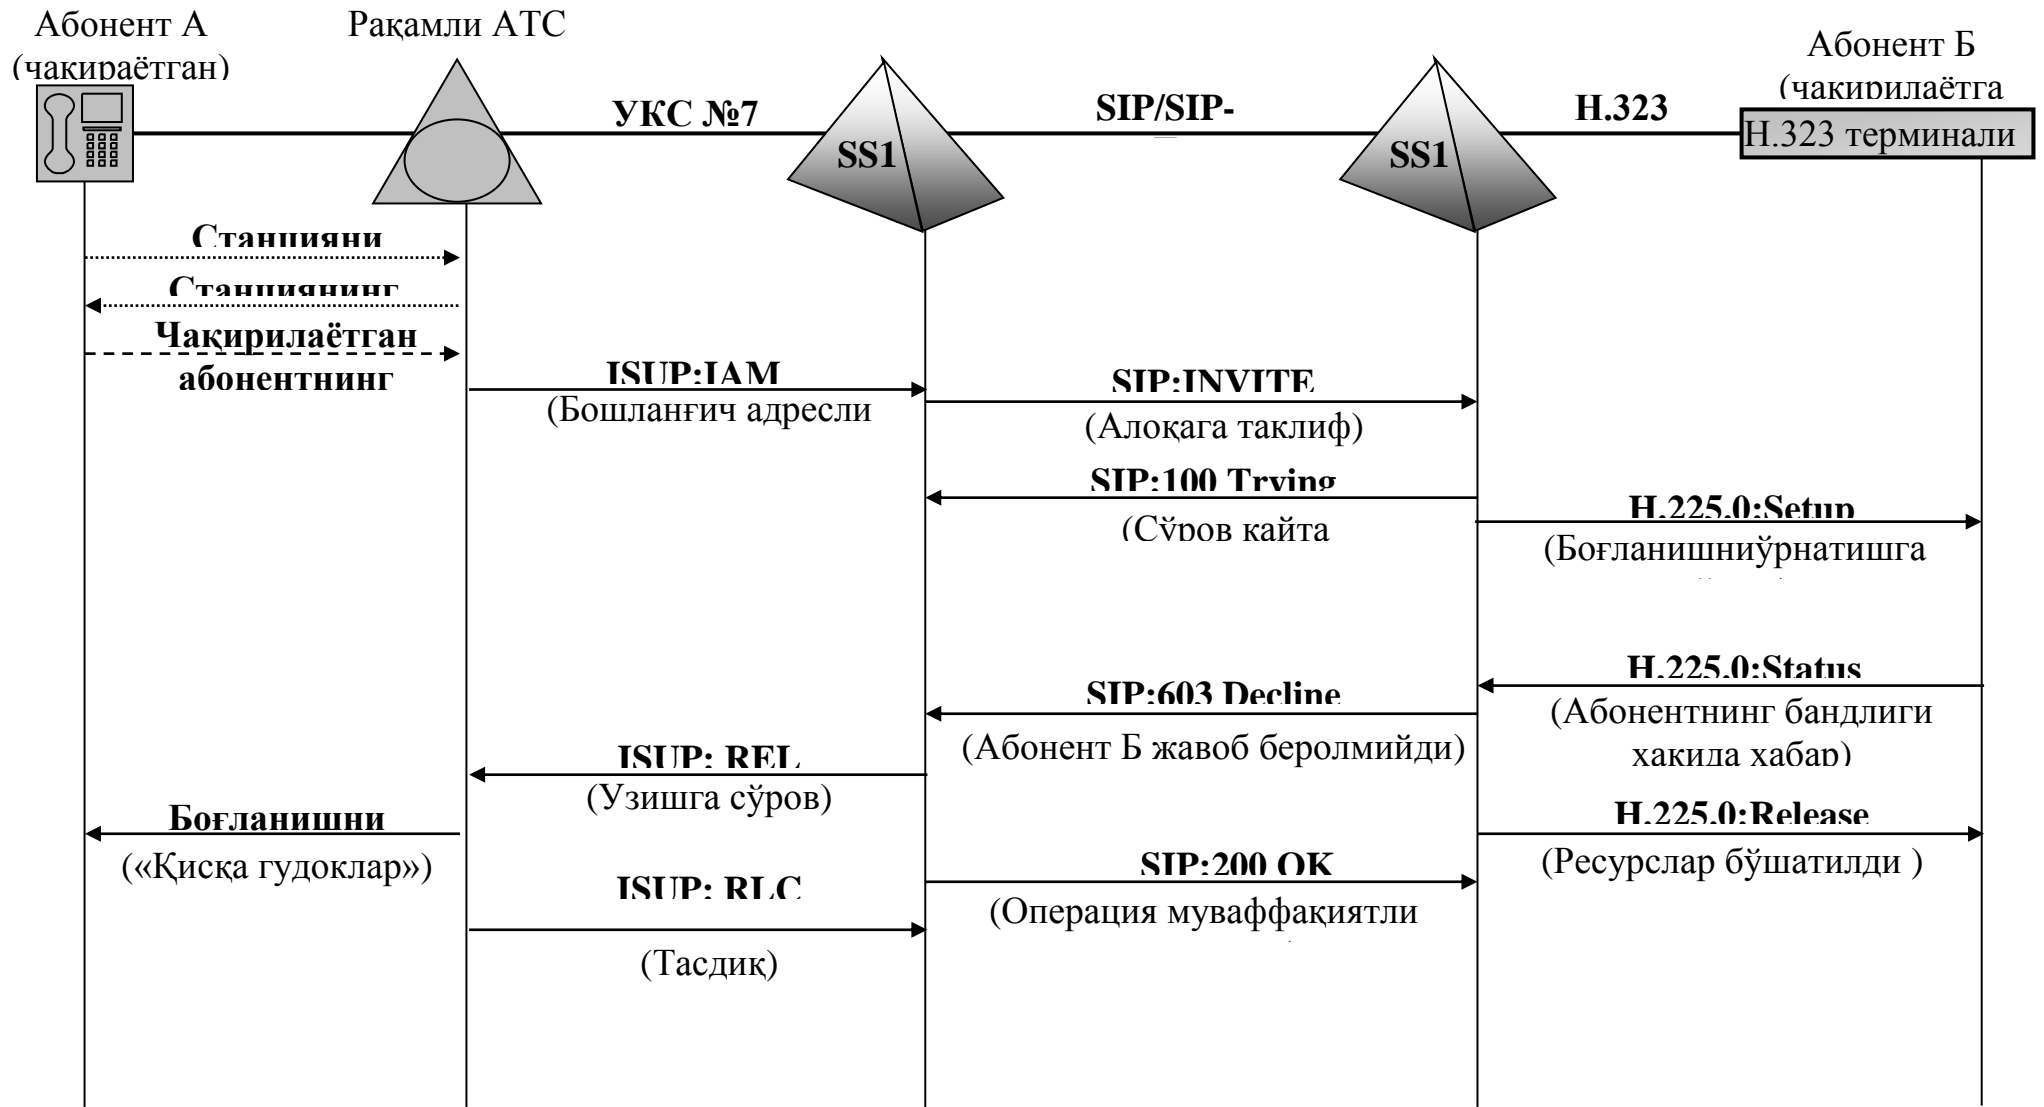 Абонент А
(чақираётган)
Рақамли АТС
Абонент Б
(чақирилаётга
УКС №7
SIP/SIP-
H.323
SS1
SS1
H.323 терминали
Станцияни
Станциянинг
Чақирилаётган
абонентнинг
ISUP:IAM
(Бошланғич адресли
SIP:INVITE
(Алоқага таклиф)
SIP:100 Trying
(Сўров қайта
H.225.0:Setup
(Боғланишниўрнатишга
H.225.0:Status
(Абонентнинг бандлиги
хакида хабар)
SIP:603 Decline
(Абонент Б жавоб беролмийди)
ISUP: REL
(Узишга сўров)
Боғланишни
(«Қисқа гудоклар»)
H.225.0:Release
(Ресурслар бўшатилди )
SIP:200 OK
(Операция муваффақиятли
ISUP: RLC
(Тасдиқ)